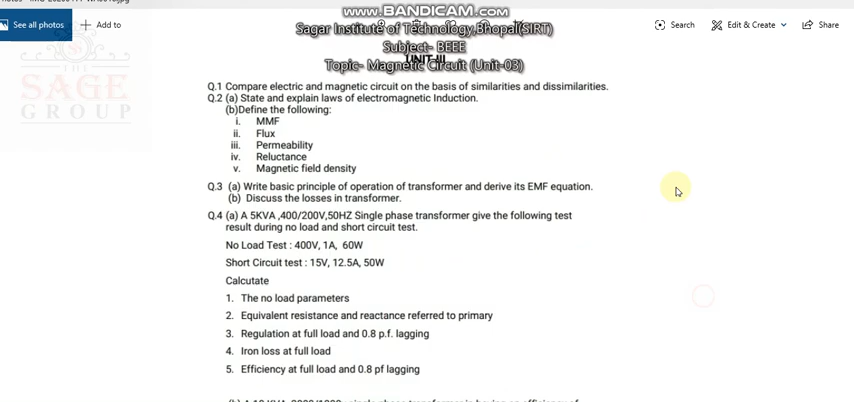 www.BANDICAM.com
See all photos
Add to
Search
Edit & Create
Share
Sagar Institute of Technology,Bhopal(SIRT)
Subject- BEEE
UNIT-III
Topic- Magnetic Circuit (Unit-03)
THE
SAGE
GROUP
Q.1 Compare electric and magnetic circuit on the basis of similarities and dissimilarities.
Q.2 (a) State and explain laws of electromagnetic Induction.
(b)Define the following:
i. MMF
ii. Flux
iii. Permeability
iv. Reluctance
v. Magnetic field density
Q.3 (a) Write basic principle of operation of transformer and derive its EMF equation.
(b) Discuss the losses in transformer.
Q.4 (a) A 5KVA ,400/200V,50HZ Single phase transformer give the following test
result during no load and short circuit test.
No Load Test : 400V, 1A, 60W
Short Circuit test : 15V, 12.5A, 50W
Calcutate
1. The no load parameters
2. Equivalent resistance and reactance referred to primary
3. Regulation at full load and 0.8 p.f. lagging
4. Iron loss at full load
5. Efficiency at full load and 0.8 pf lagging